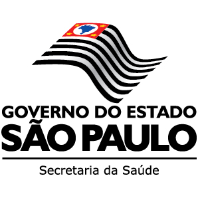 GOVERNO DO ESTADO
SÃO PAULO
Secretaria da Saúde